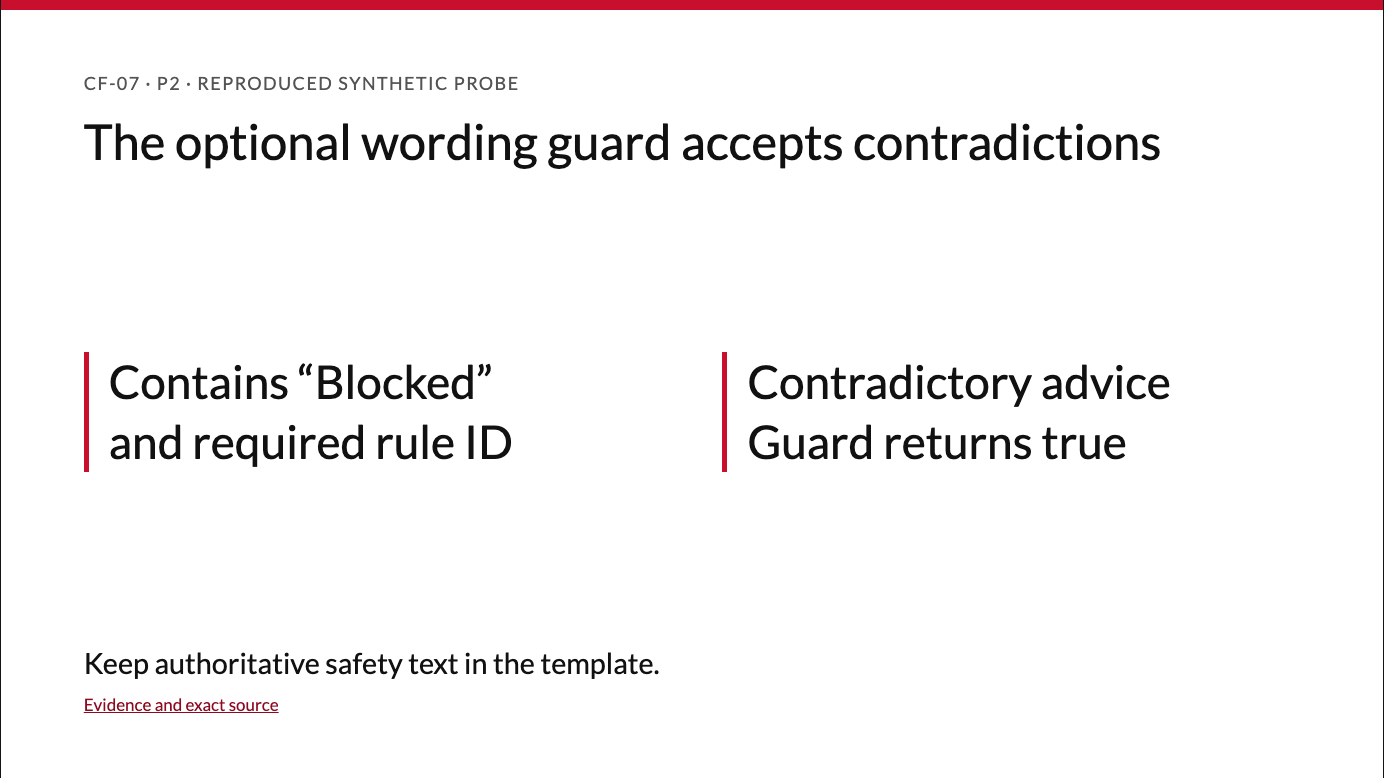 CF-07 · P2 · REPRODUCED SYNTHETIC PROBE
The optional wording guard accepts contradictions
Contains “Blocked”
and required rule ID
Contradictory advice
Guard returns true
Keep authoritative safety text in the template.
Evidence and exact source